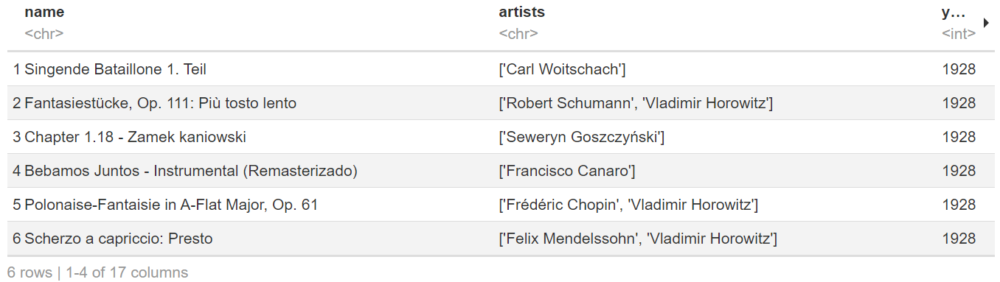 name artists y...
<chr> <chr> <int>
1 Singende Bataillone 1. Teil ['Carl Woitschach'] 1928
2 Fantasiestücke, Op. 111: Più tosto lento ['Robert Schumann', 'Vladimir Horowitz'] 1928
3 Chapter 1.18 - Zamek kaniowski ['Seweryn Goszczyński'] 1928
4 Bebamos Juntos - Instrumental (Remasterizado) ['Francisco Canaro'] 1928
5 Polonaise-Fantaisie in A-Flat Major, Op. 61 ['Frédéric Chopin', 'Vladimir Horowitz'] 1928
6 Scherzo a capriccio: Presto ['Felix Mendelssohn', 'Vladimir Horowitz'] 1928
6 rows | 1-4 of 17 columns